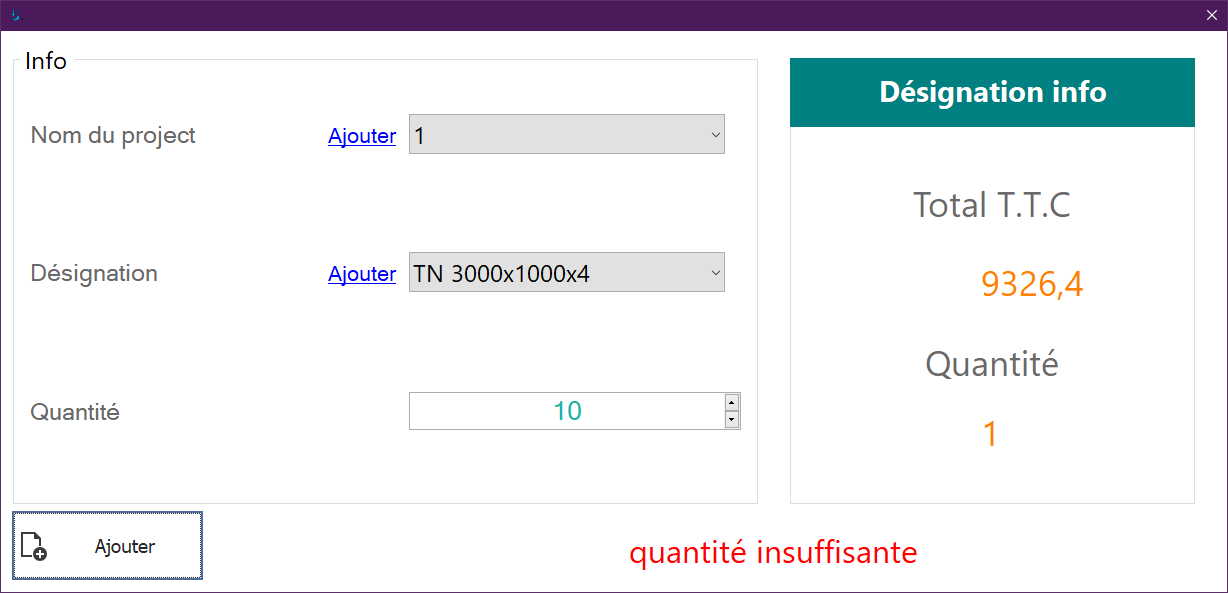 Info
Nom du project
Ajouter
1
Désignation
Ajouter
TN 3000x1000x4
Quantité
10
Ajouter
Désignation info
Total T.T.C
9326,4
Quantité
1
quantité insuffisante